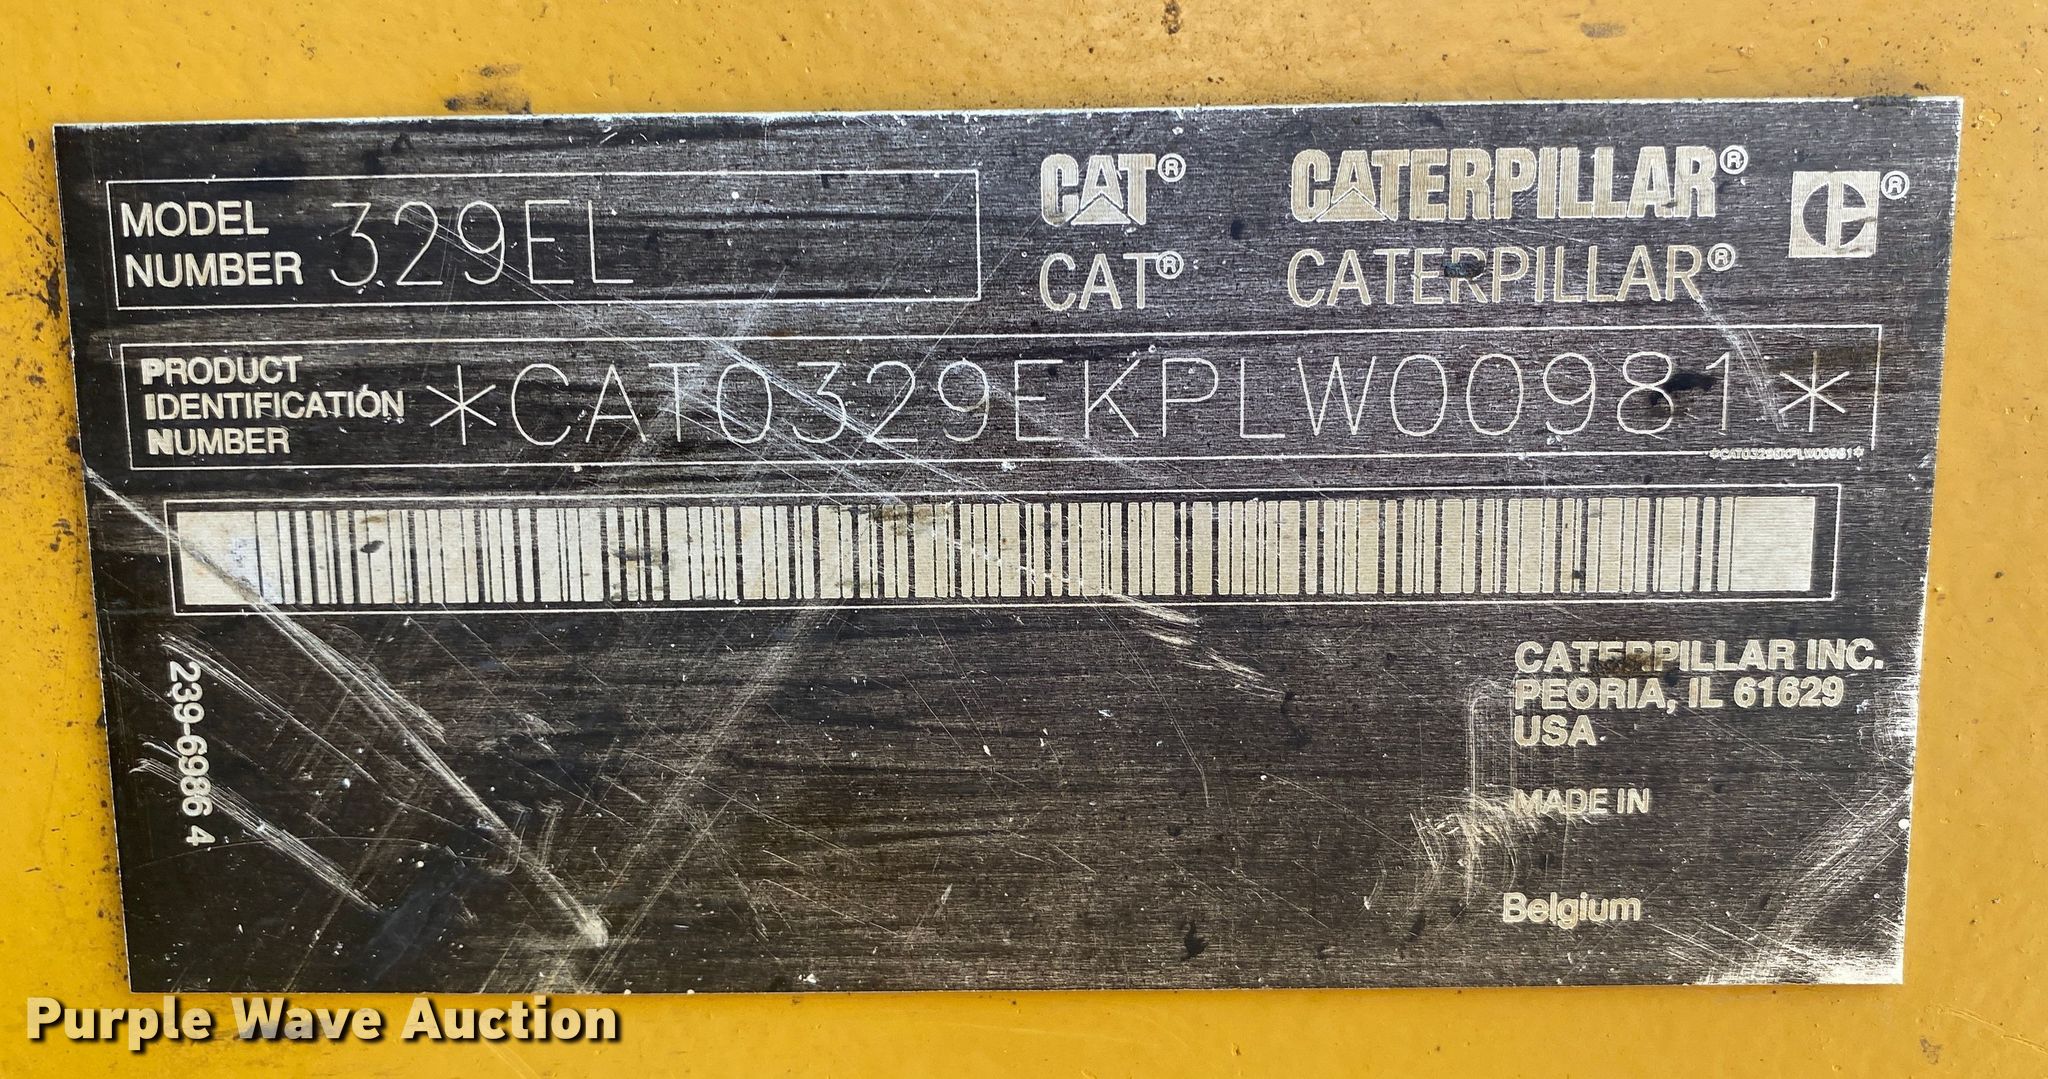 MODEL
NUMBER 329EL
CAT® CATERPILLAR®
CAT® CATERPILLAR®
PRODUCT
IDENTIFICATION
NUMBER
*CAT0329EKPLW00981*
*CAT0329EKPLW00981*
239-6986 4
CATERPILLAR INC.
PEORIA, IL 61629
USA
MADE IN
Belgium
Purple Wave Auction